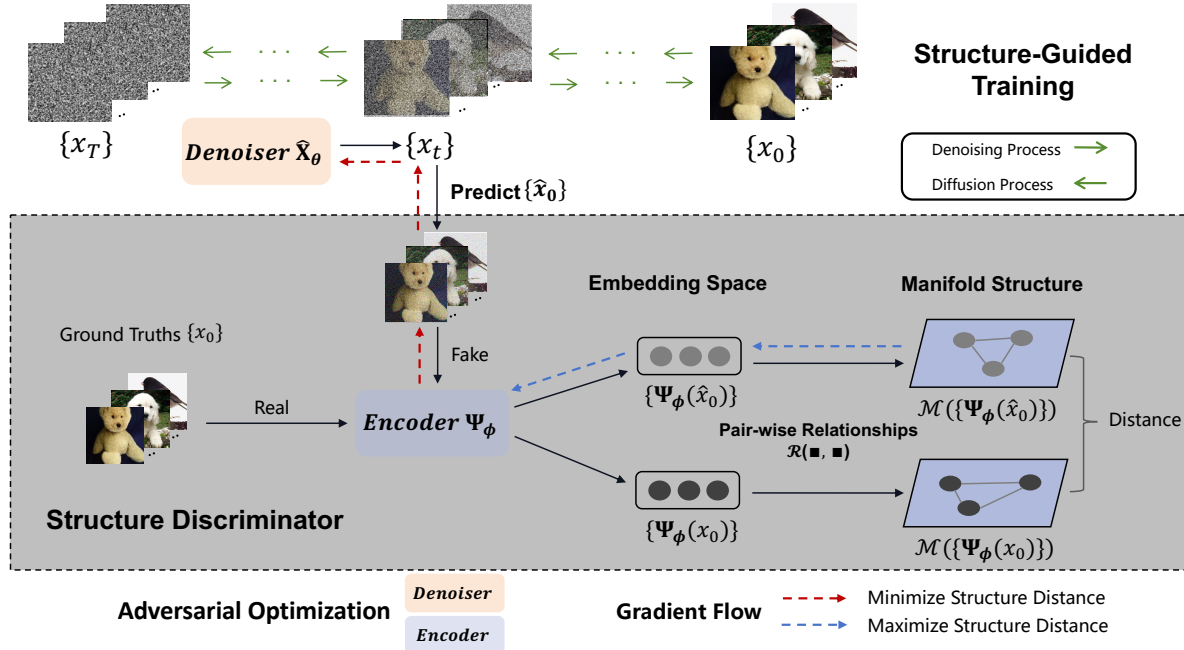 Structure-Guided
Training
{x_T}
Denoiser X̂_θ
{x_t}
{x_0}
Denoising Process
Diffusion Process
Predict {x̂_0}
Embedding Space
Manifold Structure
Ground Truths {x_0}
Fake
Real
Encoder Ψ_ϕ
{Ψ_ϕ(x̂_0)}
ℳ({Ψ_ϕ(x̂_0)})
Distance
Pair-wise Relationships
ℛ(■, ■)
Structure Discriminator
{Ψ_ϕ(x_0)}
ℳ({Ψ_ϕ(x_0)})
Adversarial Optimization
Denoiser
Encoder
Gradient Flow
Minimize Structure Distance
Maximize Structure Distance